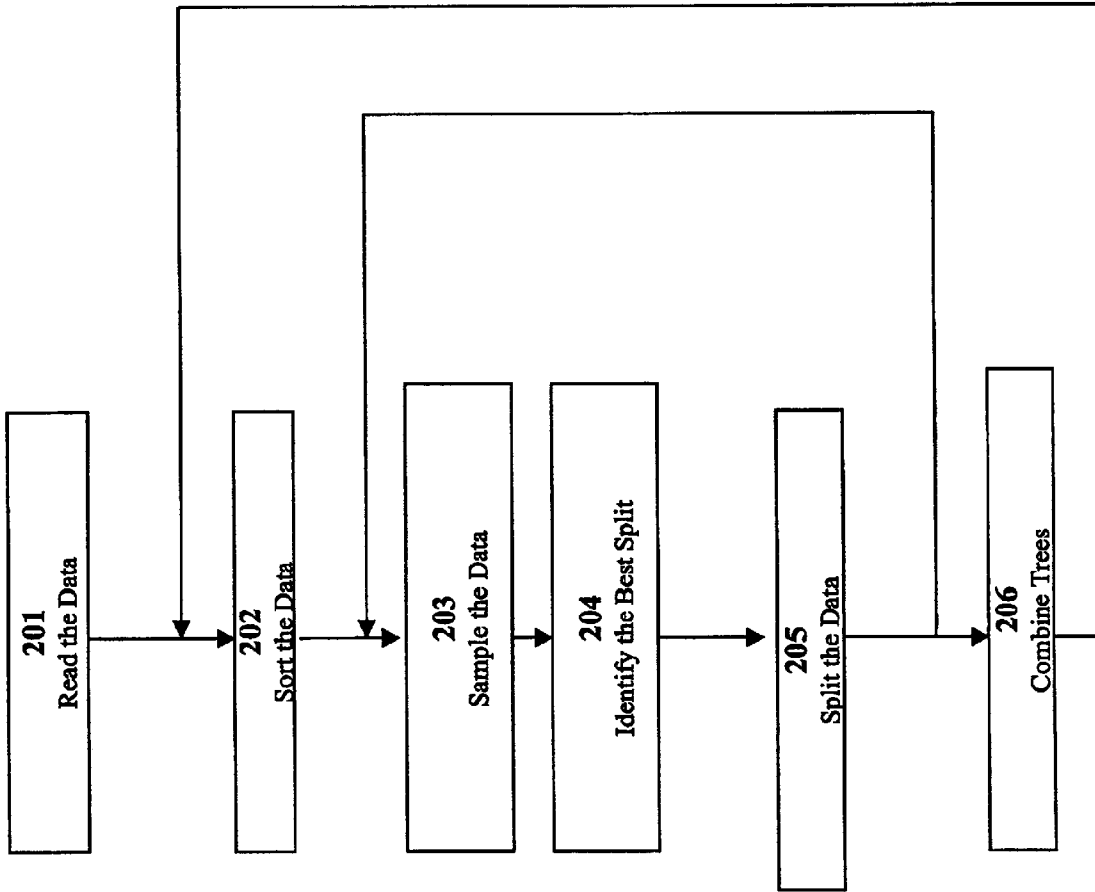 201
Read the Data
202
Sort the Data
203
Sample the Data
204
Identify the Best Split
205
Split the Data
206
Combine Trees